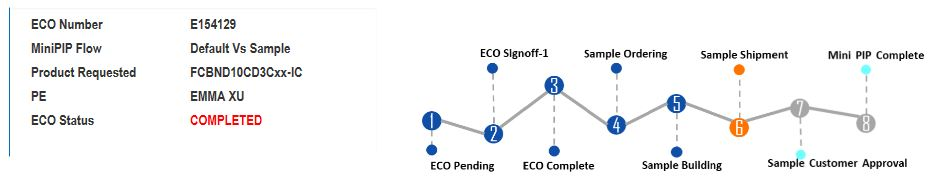 ECO Number E154129
MiniPIP Flow Default Vs Sample
Product Requested FCBND10CD3Cxx-IC
PE EMMA XU
ECO Status COMPLETED
ECO Signoff-1 Sample Ordering Sample Shipment Mini PIP Complete
1 2 3 4 5 6 7 8
ECO Pending ECO Complete Sample Building Sample Customer Approval